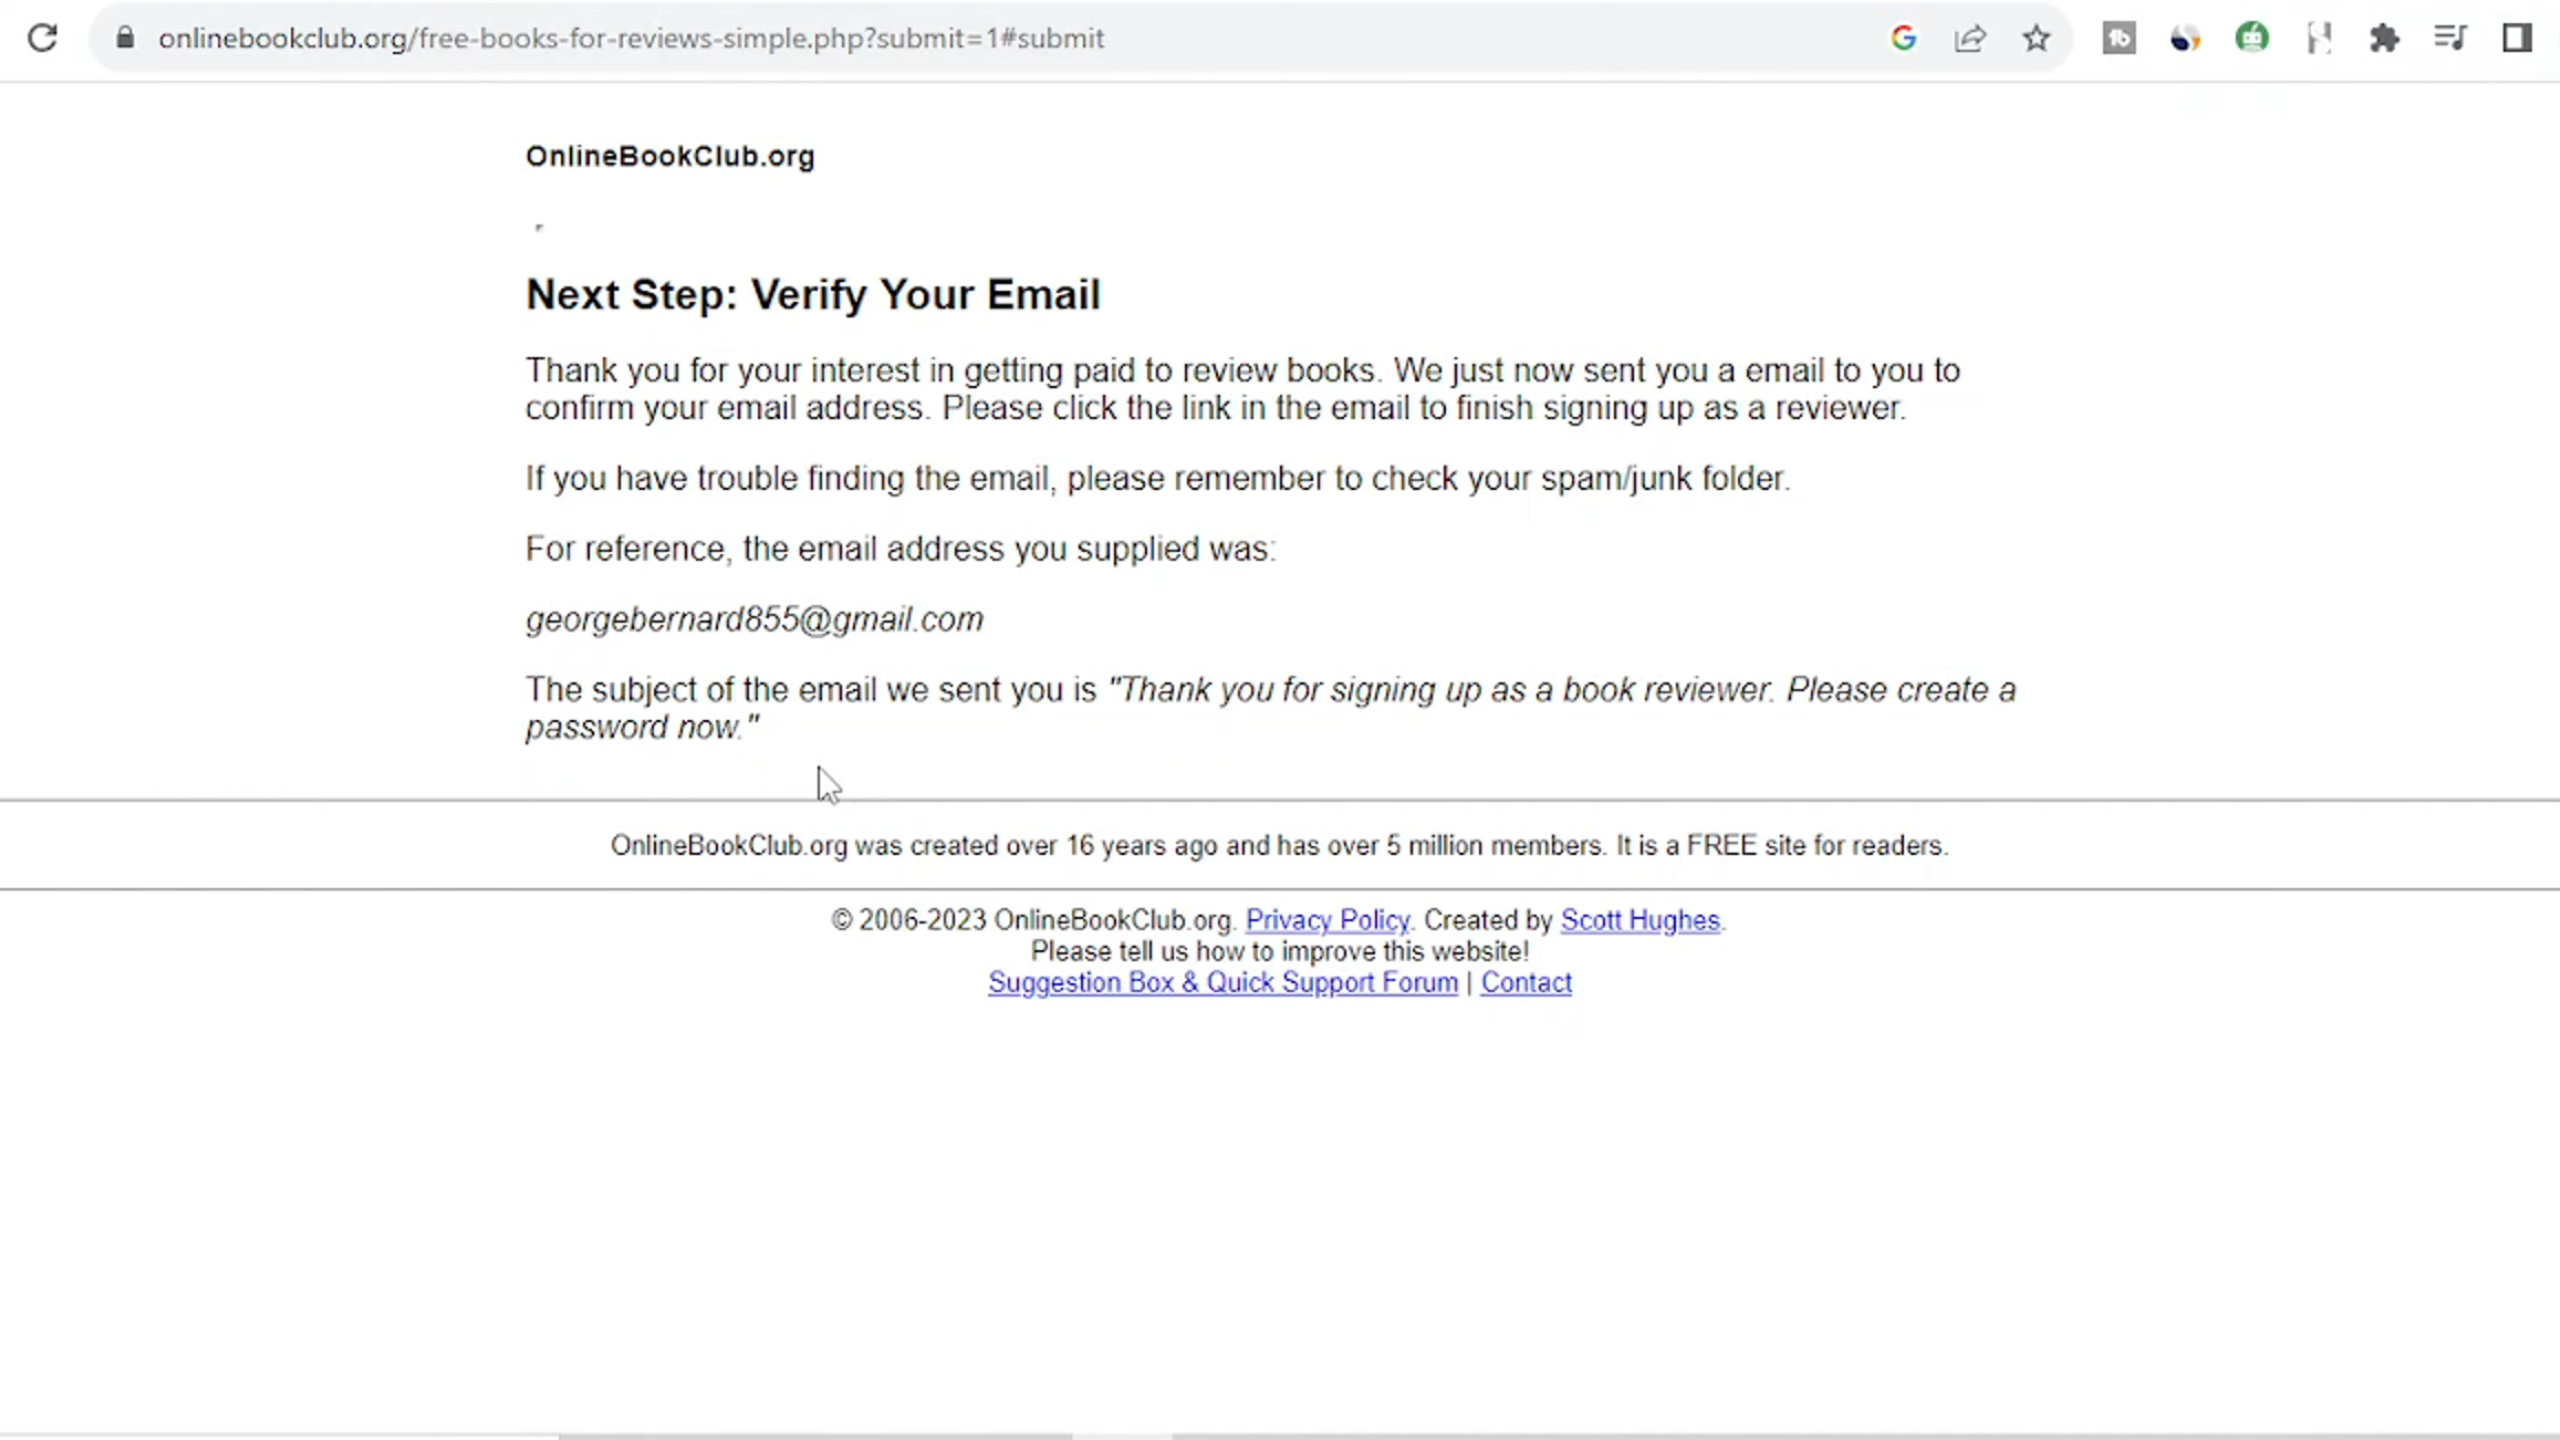 onlinebookclub.org/free-books-for-reviews-simple.php?submit=1#submit
OnlineBookClub.org
Next Step: Verify Your Email
Thank you for your interest in getting paid to review books. We just now sent you a email to you to
confirm your email address. Please click the link in the email to finish signing up as a reviewer.
If you have trouble finding the email, please remember to check your spam/junk folder.
For reference, the email address you supplied was:
georgebernard855@gmail.com
The subject of the email we sent you is "Thank you for signing up as a book reviewer. Please create a
password now."
OnlineBookClub.org was created over 16 years ago and has over 5 million members. It is a FREE site for readers.
© 2006-2023 OnlineBookClub.org. Privacy Policy. Created by Scott Hughes.
Please tell us how to improve this website!
Suggestion Box & Quick Support Forum | Contact